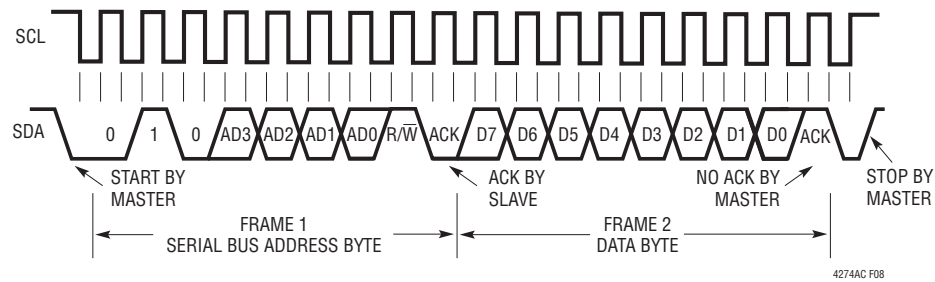 SCL
SDA
0 1 0 AD3 AD2 AD1 AD0 R/W̅ ACK D7 D6 D5 D4 D3 D2 D1 D0 ACK
START BY
MASTER
ACK BY
SLAVE
NO ACK BY
MASTER
STOP BY
MASTER
FRAME 1
SERIAL BUS ADDRESS BYTE
FRAME 2
DATA BYTE
4274AC F08